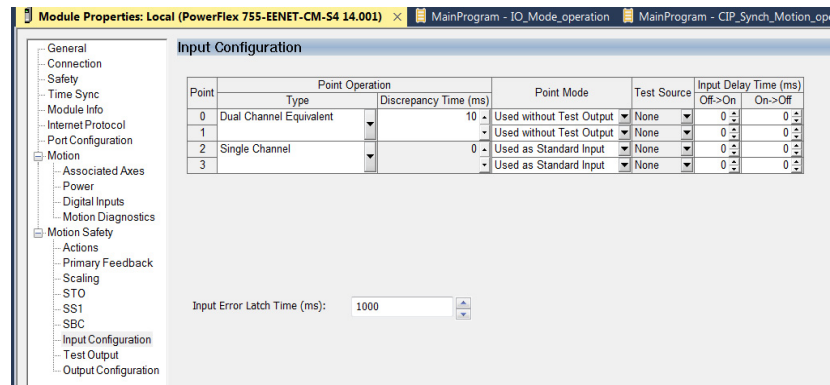 Module Properties: Local (PowerFlex 755-EENET-CM-S4 14.001) × MainProgram - IO_Mode_operation MainProgram - CIP_Synch_Motion_op
General
Connection
Safety
Time Sync
Module Info
Internet Protocol
Port Configuration
Motion
Associated Axes
Power
Digital Inputs
Motion Diagnostics
Motion Safety
Actions
Primary Feedback
Scaling
STO
SS1
SBC
Input Configuration
Test Output
Output Configuration
Input Configuration
Point Point Operation Point Mode Test Source Input Delay Time (ms)
Type Discrepancy Time (ms) Off->On On->Off
0 Dual Channel Equivalent 10 Used without Test Output None 0 0
1 Used without Test Output None 0 0
2 Single Channel 0 Used as Standard Input None 0 0
3 Used as Standard Input None 0 0
Input Error Latch Time (ms): 1000